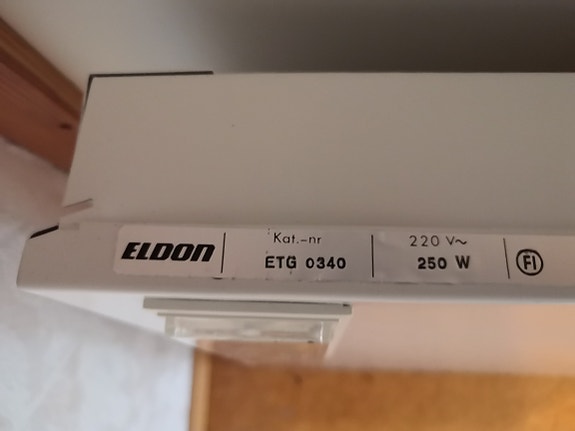 ELDON
Kat.-nr
ETG 0340
220 V~
250 W
FI